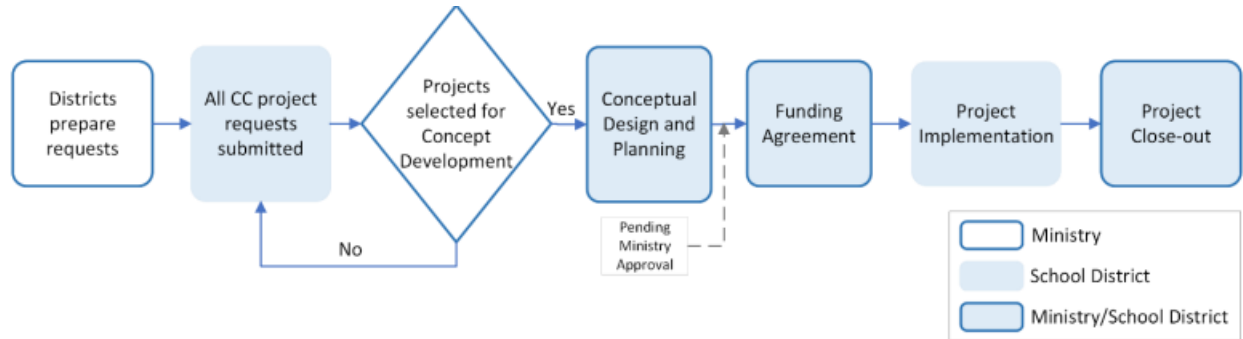 Districts
prepare
requests
All CC project
requests
submitted
Projects
selected for
Concept
Development
Yes
No
Conceptual
Design and
Planning
Pending
Ministry
Approval
Funding
Agreement
Project
Implementation
Project
Close-out
Ministry
School District
Ministry/School District